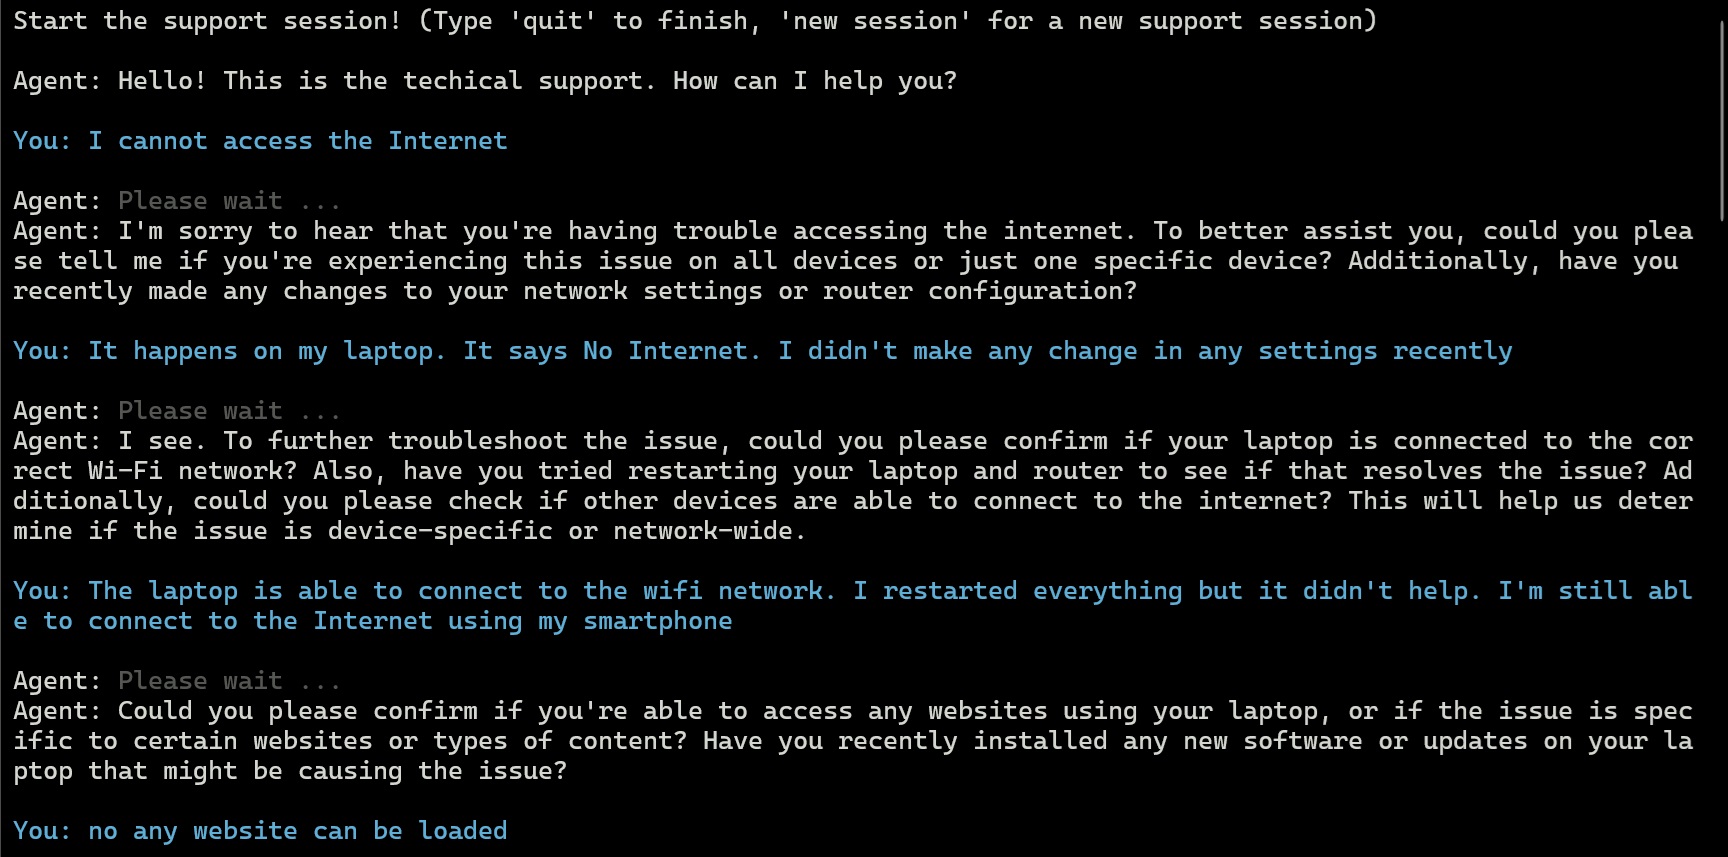 Start the support session! (Type 'quit' to finish, 'new session' for a new support session)
Agent: Hello! This is the techical support. How can I help you?
You: I cannot access the Internet
Agent: Please wait ...
Agent: I'm sorry to hear that you're having trouble accessing the internet. To better assist you, could you plea
se tell me if you're experiencing this issue on all devices or just one specific device? Additionally, have you
recently made any changes to your network settings or router configuration?
You: It happens on my laptop. It says No Internet. I didn't make any change in any settings recently
Agent: Please wait ...
Agent: I see. To further troubleshoot the issue, could you please confirm if your laptop is connected to the cor
rect Wi-Fi network? Also, have you tried restarting your laptop and router to see if that resolves the issue? Ad
ditionally, could you please check if other devices are able to connect to the internet? This will help us deter
mine if the issue is device-specific or network-wide.
You: The laptop is able to connect to the wifi network. I restarted everything but it didn't help. I'm still abl
e to connect to the Internet using my smartphone
Agent: Please wait ...
Agent: Could you please confirm if you're able to access any websites using your laptop, or if the issue is spec
ific to certain websites or types of content? Have you recently installed any new software or updates on your la
ptop that might be causing the issue?
You: no any website can be loaded